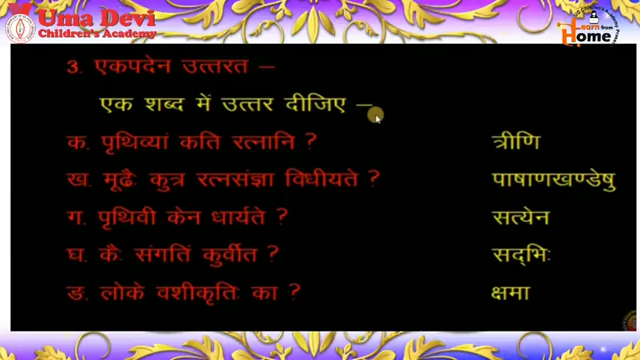 Uma Devi
Children's Academy
Learn from
Home
3. एकपदेन उत्तरत –
एक शब्द में उत्तर दीजिए –
क. पृथिव्यां कति रत्नानि ? त्रीणि
ख. मूढैः कुत्र रत्नसंज्ञा विधीयते ? पाषाणखण्डेषु
ग. पृथिवी केन धार्यते ? सत्येन
घ. कैः संगतिं कुर्वीत ? सद्भिः
ङ. लोके वशीकृतिः का ? क्षमा